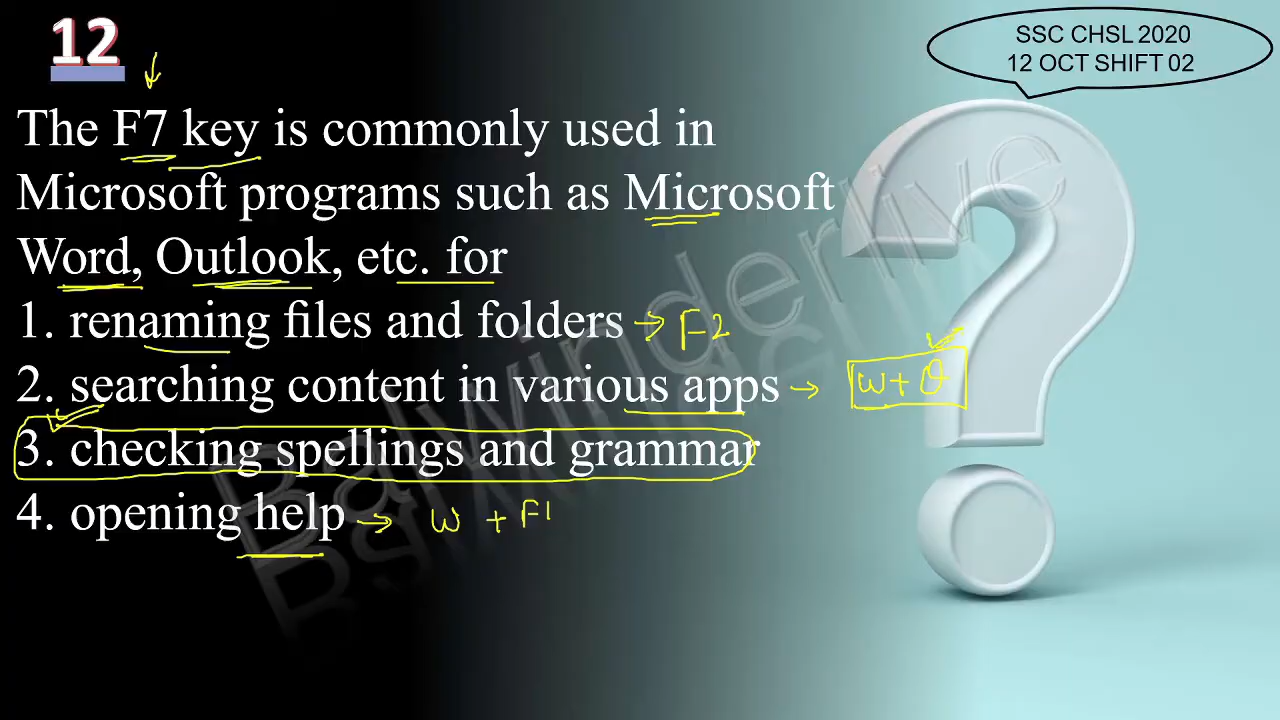 12
SSC CHSL 2020
12 OCT SHIFT 02
The F7 key is commonly used in
Microsoft programs such as Microsoft
Word, Outlook, etc. for
1. renaming files and folders → F2
2. searching content in various apps → W+Q
3. checking spellings and grammar
4. opening help → W + F1
Balwinderlive